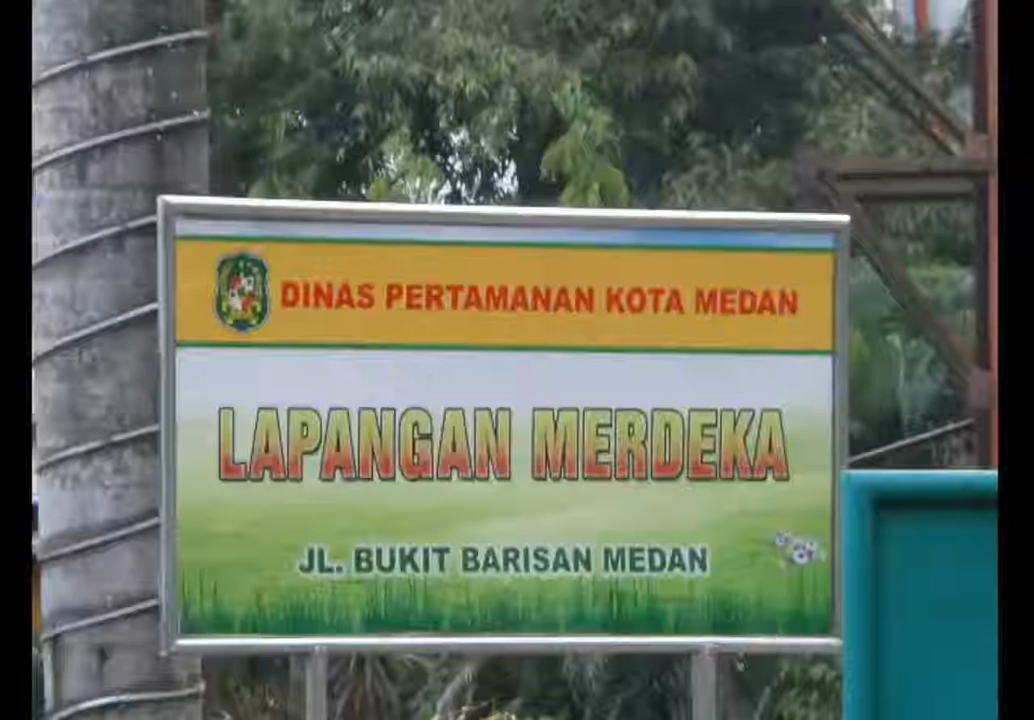 DINAS PERTAMANAN KOTA MEDAN
LAPANGAN MERDEKA
JL. BUKIT BARISAN MEDAN